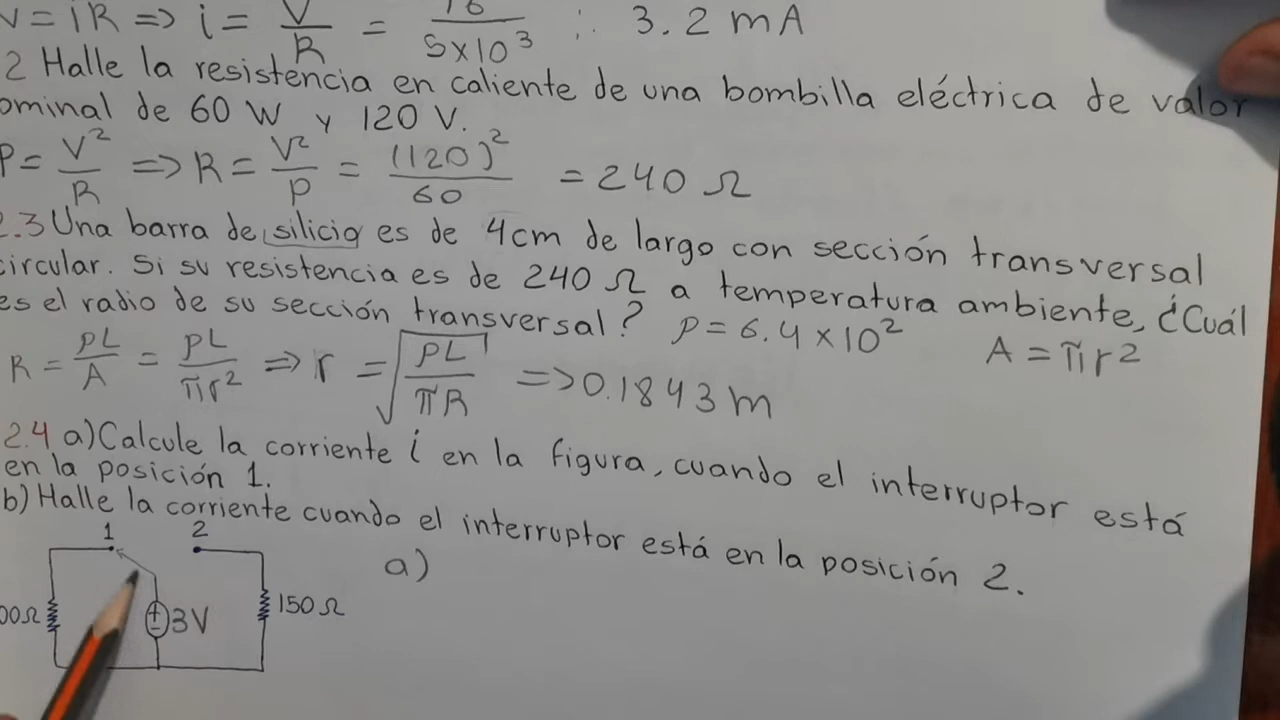 V = iR => i = V/R = 16/5x10³ ∴ 3.2 mA
2 Halle la resistencia en caliente de una bombilla eléctrica de valor
ominal de 60 W y 120 V.
P = V²/R => R = V²/P = (120)²/60 = 240 Ω
2.3 Una barra de silicio es de 4cm de largo con sección transversal
circular. Si su resistencia es de 240 Ω a temperatura ambiente, ¿Cuál
es el radio de su sección transversal? ρ = 6.4 x 10² A = πr²
R = ρL/A = ρL/πr² => r = √ρL/πR => 0.1843 m
2.4 a) Calcule la corriente i en la figura, cuando el interruptor está
en la posición 1.
b) Halle la corriente cuando el interruptor está en la posición 2.
1 2
a)
00Ω + - 3V 150Ω